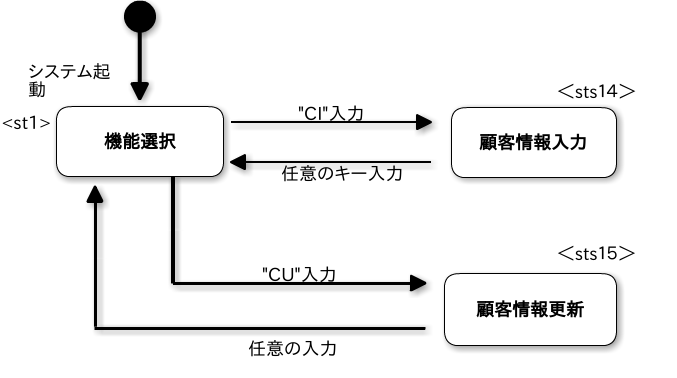 システム起
動
<sts14>
<st1>
"CI"入力
機能選択
顧客情報入力
任意のキー入力
<sts15>
"CU"入力
顧客情報更新
任意の入力